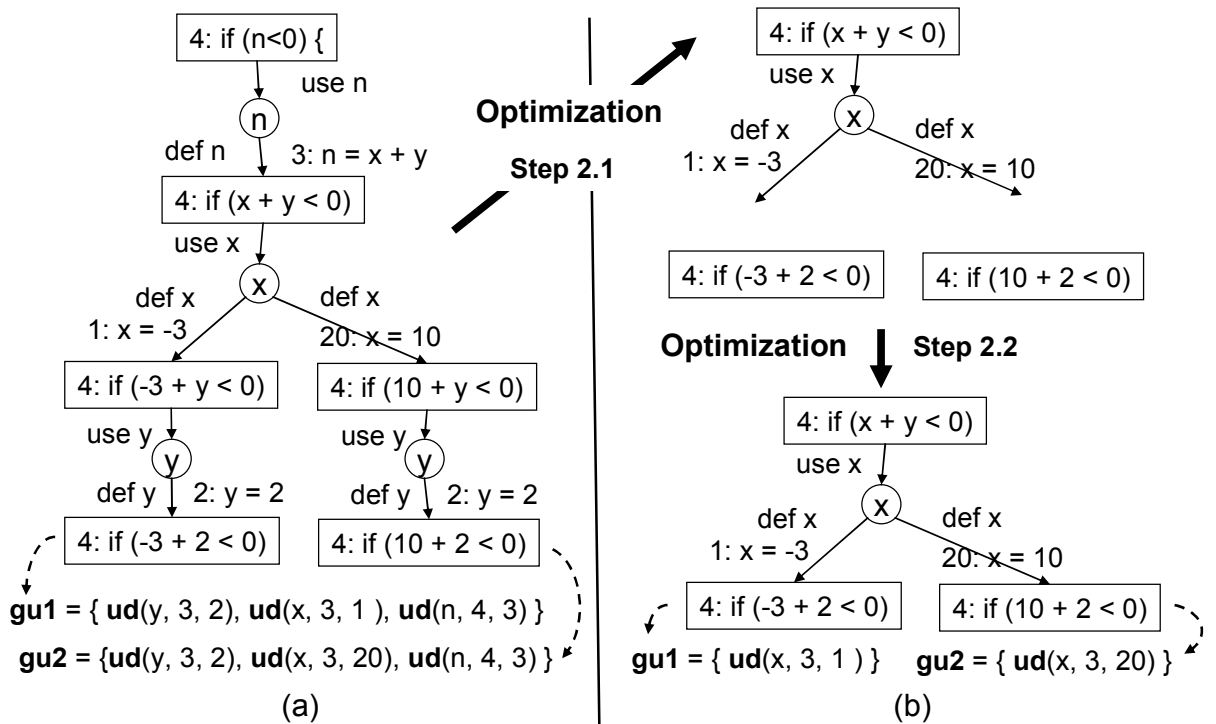 4: if (n<0) {
use n
n
def n
3: n = x + y
4: if (x + y < 0)
use x
x
def x
def x
1: x = -3
20: x = 10
4: if (-3 + y < 0)
4: if (10 + y < 0)
use y
use y
y
y
def y
2: y = 2
def y
2: y = 2
4: if (-3 + 2 < 0)
4: if (10 + 2 < 0)
gu1 = { ud(y, 3, 2), ud(x, 3, 1 ), ud(n, 4, 3) }
gu2 = {ud(y, 3, 2), ud(x, 3, 20), ud(n, 4, 3) }
(a)
Optimization
Step 2.1
4: if (x + y < 0)
use x
x
def x
def x
1: x = -3
20: x = 10
4: if (-3 + 2 < 0)
4: if (10 + 2 < 0)
Optimization
Step 2.2
4: if (x + y < 0)
use x
x
def x
def x
1: x = -3
20: x = 10
4: if (-3 + 2 < 0)
4: if (10 + 2 < 0)
gu1 = { ud(x, 3, 1 ) }
gu2 = { ud(x, 3, 20) }
(b)